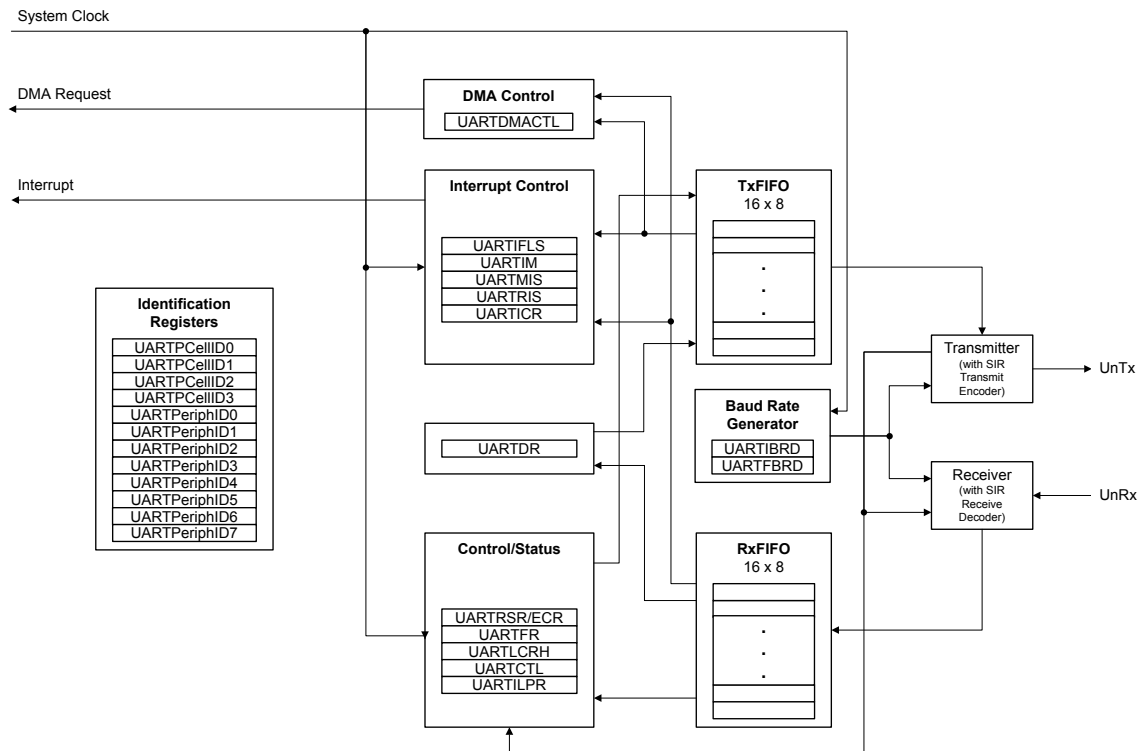 System Clock
DMA Request
DMA Control
UARTDMACTL
Interrupt
Interrupt Control
UARTIFLS
UARTIM
UARTMIS
UARTRIS
UARTICR
TxFIFO
16 x 8
.
.
.
Identification
Registers
UARTPCellID0
UARTPCellID1
UARTPCellID2
UARTPCellID3
UARTPeriphID0
UARTPeriphID1
UARTPeriphID2
UARTPeriphID3
UARTPeriphID4
UARTPeriphID5
UARTPeriphID6
UARTPeriphID7
UARTDR
Baud Rate
Generator
UARTIBRD
UARTFBRD
Transmitter
(with SIR
Transmit
Encoder)
UnTx
Receiver
(with SIR
Receive
Decoder)
UnRx
Control/Status
UARTRSR/ECR
UARTFR
UARTLCRH
UARTCTL
UARTILPR
RxFIFO
16 x 8
.
.
.